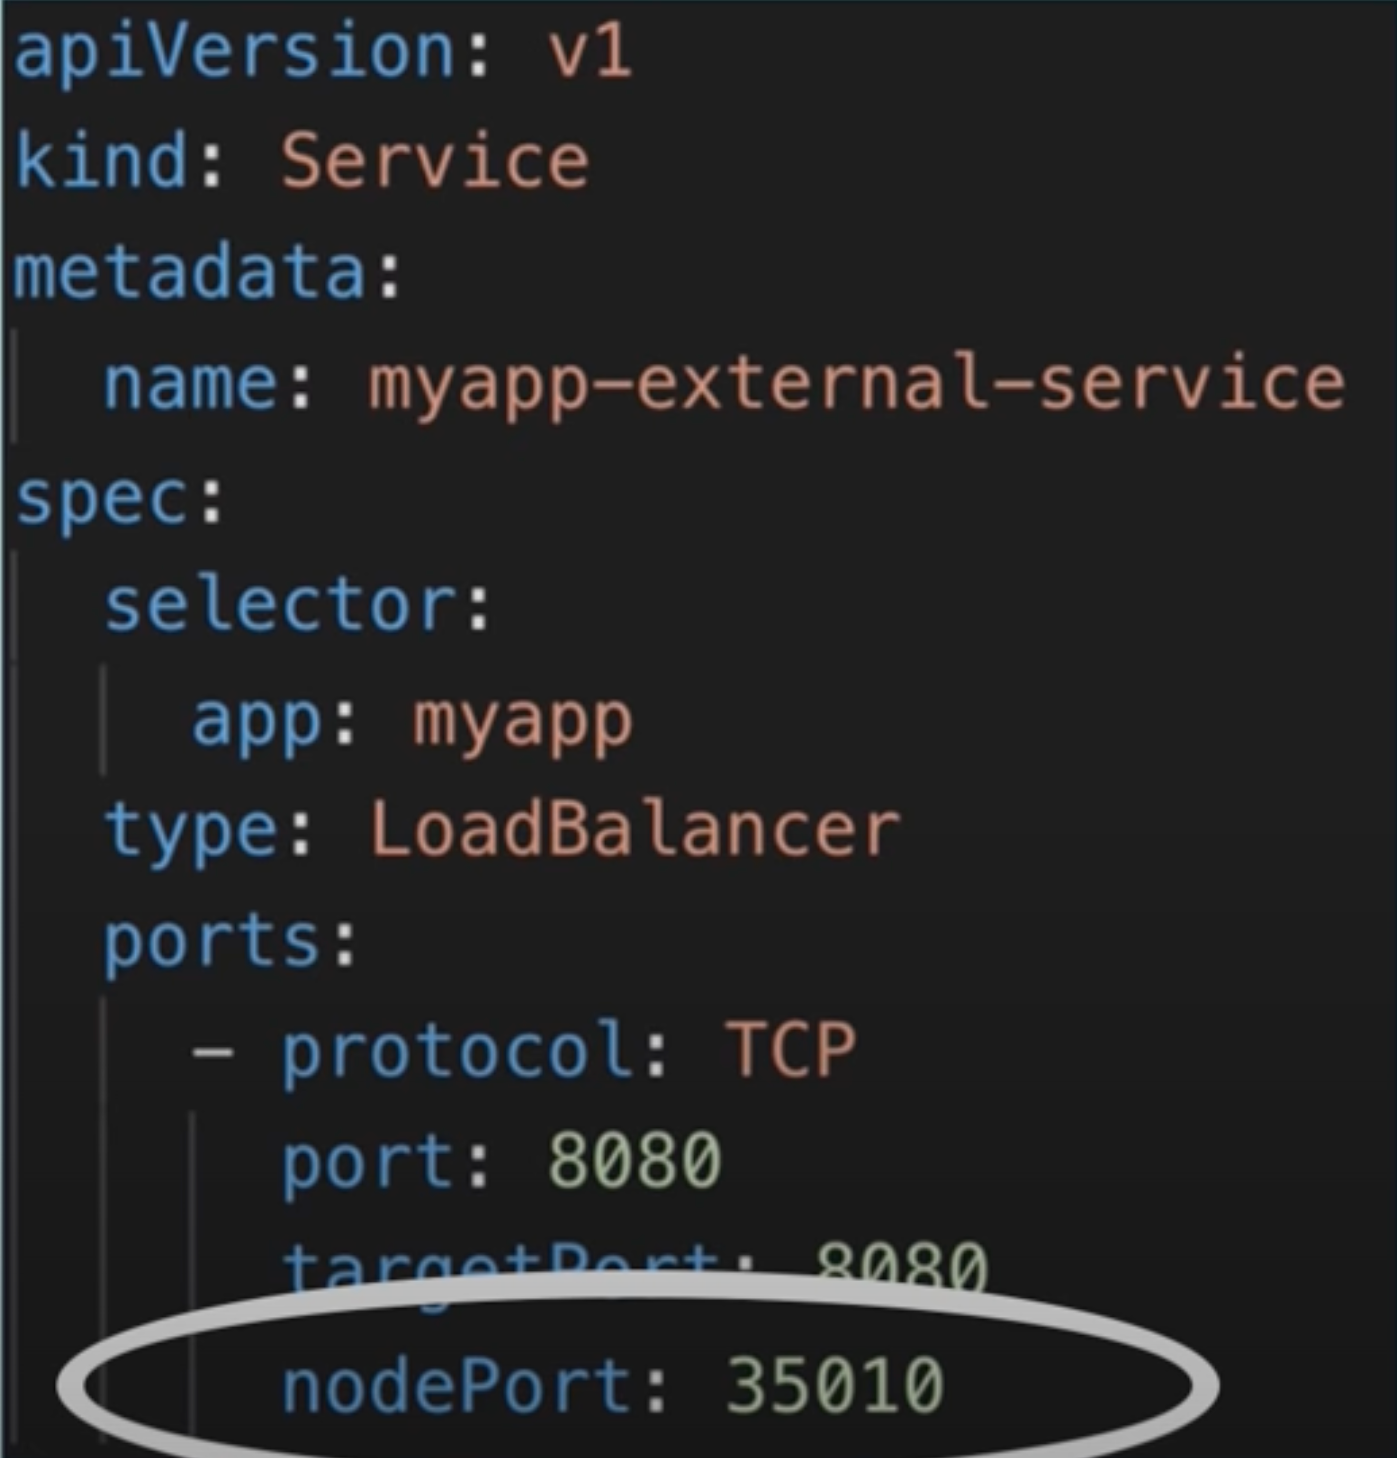 apiVersion: v1
kind: Service
metadata:
  name: myapp-external-service
spec:
  selector:
    app: myapp
  type: LoadBalancer
  ports:
    - protocol: TCP
      port: 8080
      targetPort: 8080
      nodePort: 35010